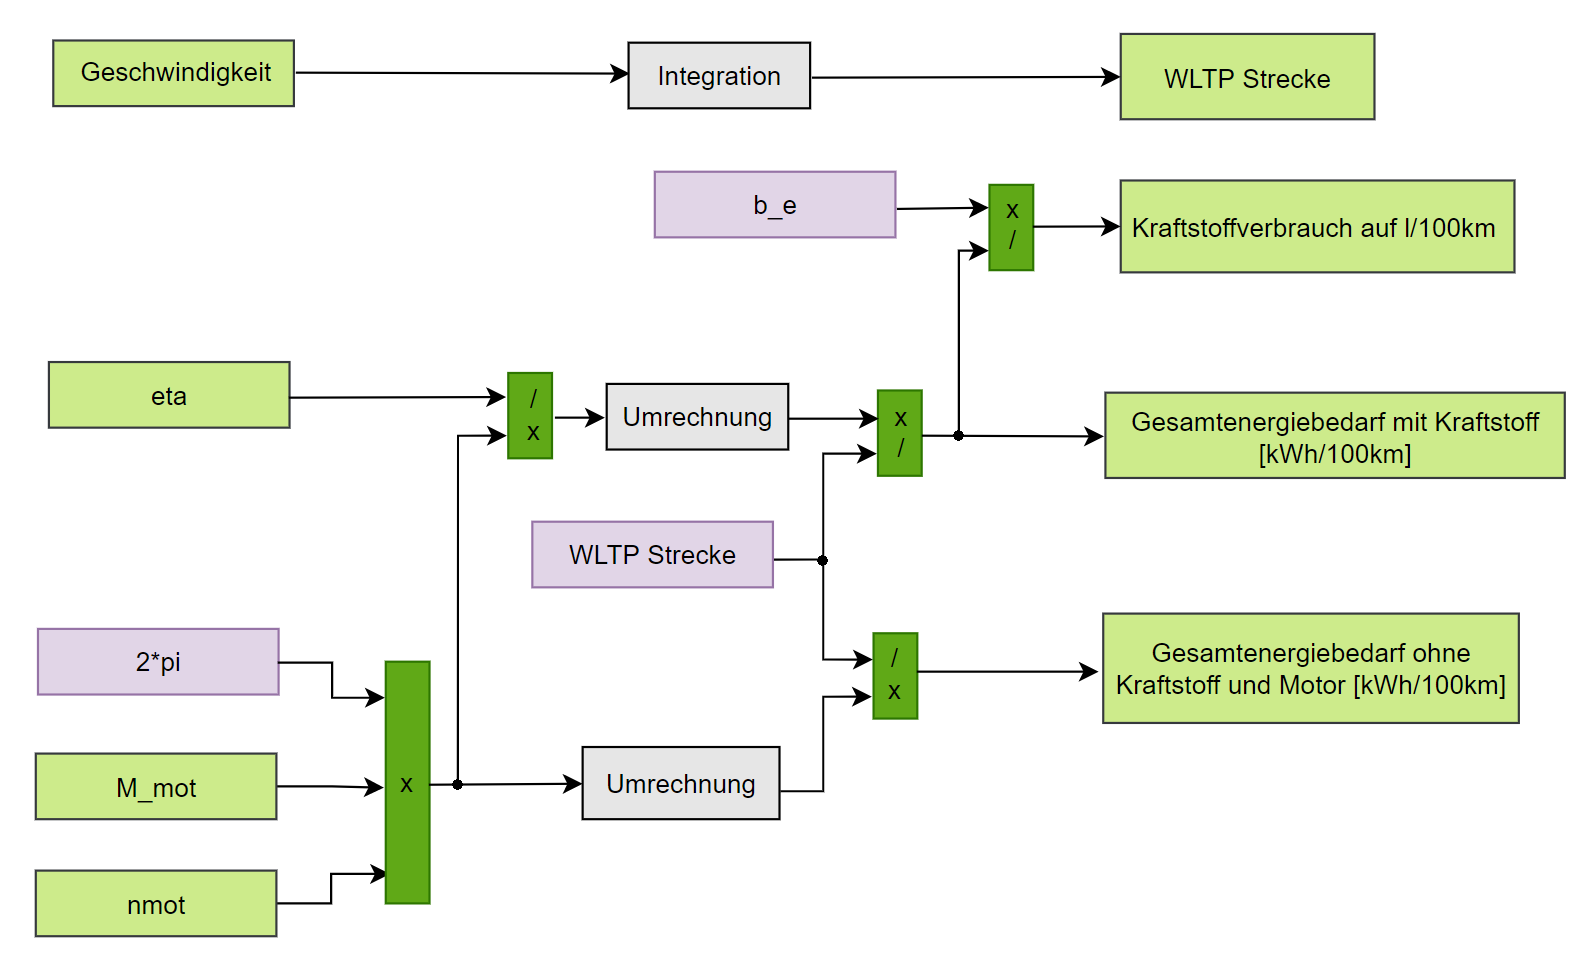 Geschwindigkeit
Integration
WLTP Strecke
b_e
x
/
Kraftstoffverbrauch auf l/100km
eta
/
x
Umrechnung
x
/
Gesamtenergiebedarf mit Kraftstoff
[kWh/100km]
WLTP Strecke
2*pi
/
x
Gesamtenergiebedarf ohne
Kraftstoff und Motor [kWh/100km]
M_mot
x
Umrechnung
nmot